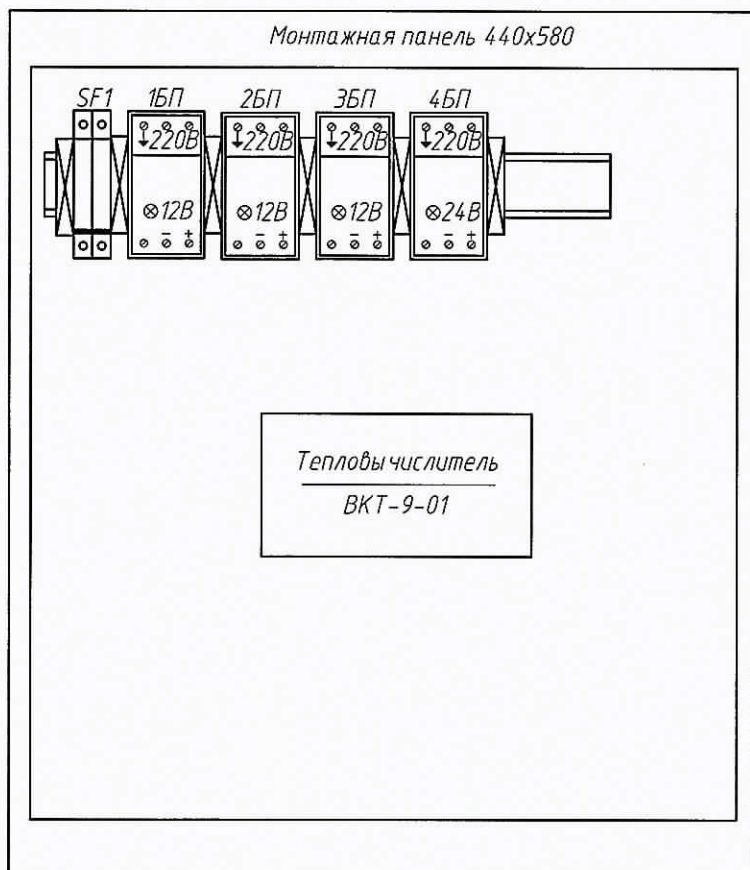 Монтажная панель 440х580
SF1 1БП 2БП 3БП 4БП
220В 220В 220В 220В
12В 12В 12В 24В
- + - + - + - +
Тепловычислитель
ВКТ-9-01